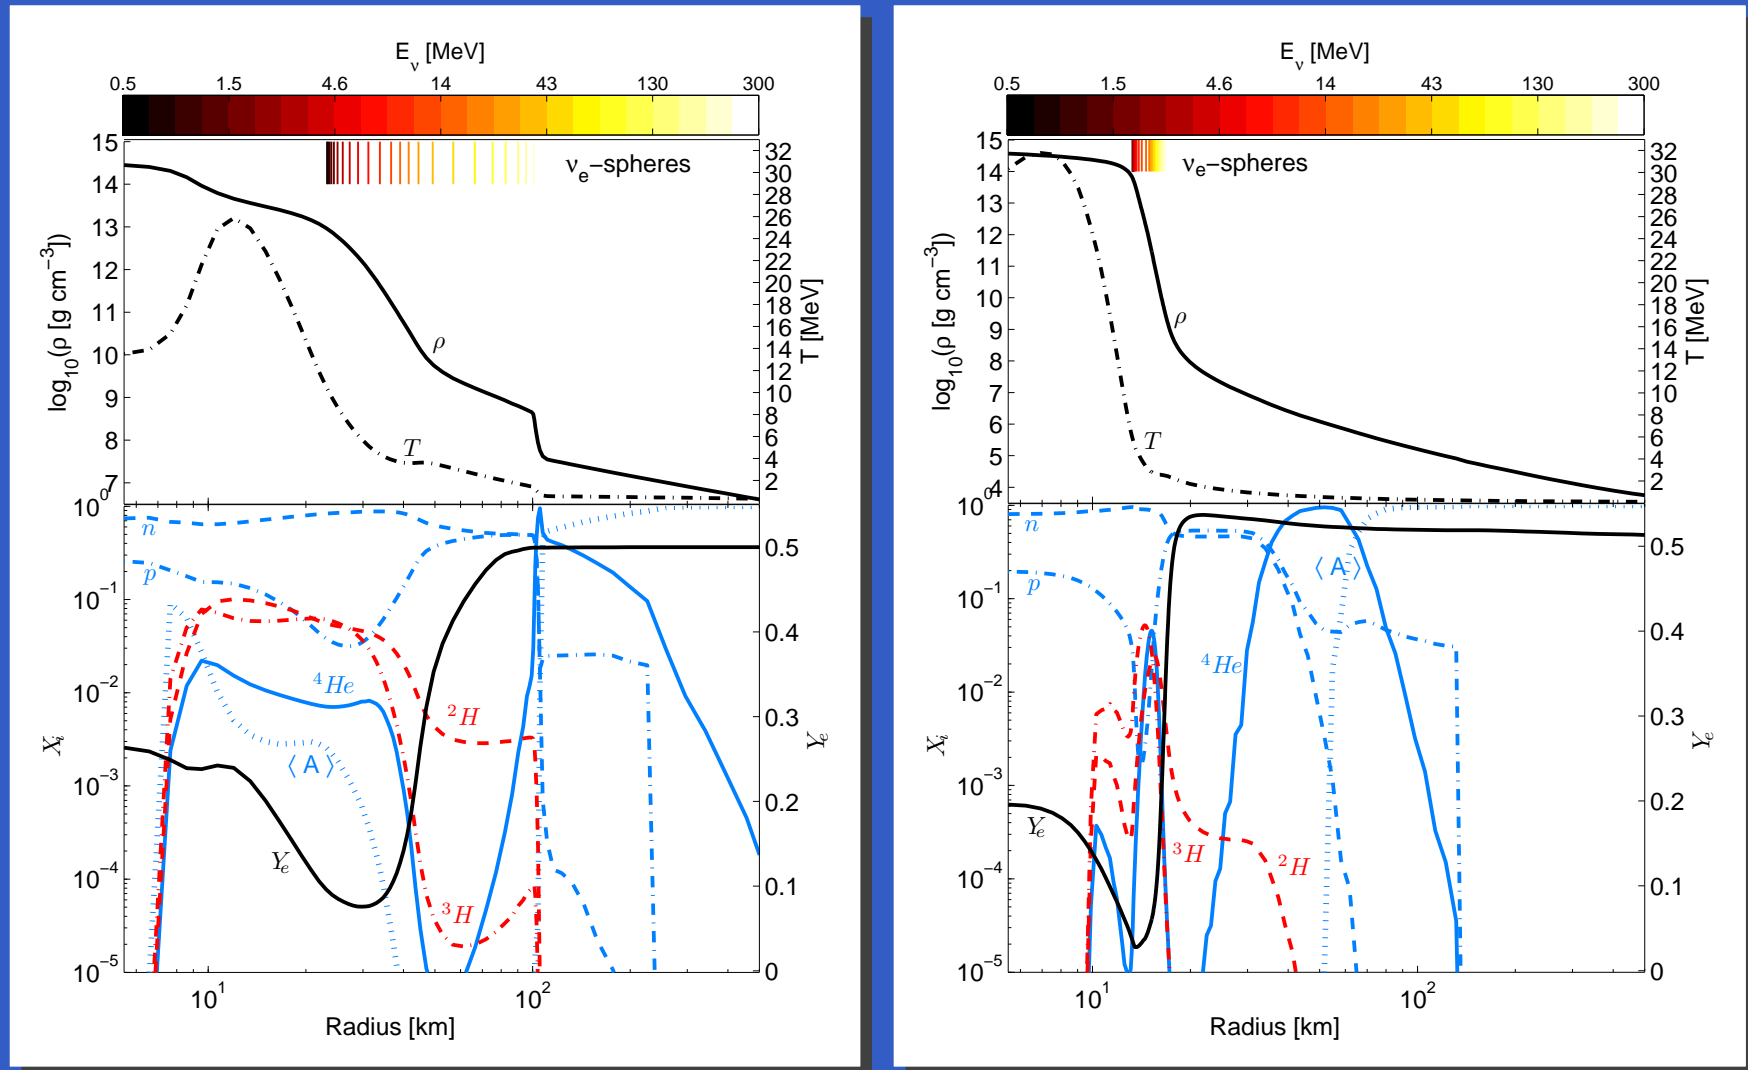 E_ν [MeV]
0.5 1.5 4.6 14 43 130 300
15
14
13
12
11
10
9
8
7
log_10(ρ [g cm^−3])
ν_e−spheres
ρ
T
32
30
28
26
24
22
20
18
16
14
12
10
8
6
4
2
T [MeV]
10^0
10^−1
10^−2
10^−3
10^−4
10^−5
X_i
n
p
^4He
^2H
⟨ A ⟩
Y_e
^3H
0.5
0.4
0.3
0.2
0.1
0
Y_e
10^1 10^2
Radius [km]
E_ν [MeV]
0.5 1.5 4.6 14 43 130 300
15
14
13
12
11
10
9
8
7
6
5
4
log_10(ρ [g cm^−3])
ν_e−spheres
ρ
T
32
30
28
26
24
22
20
18
16
14
12
10
8
6
4
2
T [MeV]
10^0
10^−1
10^−2
10^−3
10^−4
10^−5
X_i
n
p
⟨ A ⟩
^4He
Y_e
^3H
^2H
0.5
0.4
0.3
0.2
0.1
0
Y_e
10^1 10^2
Radius [km]